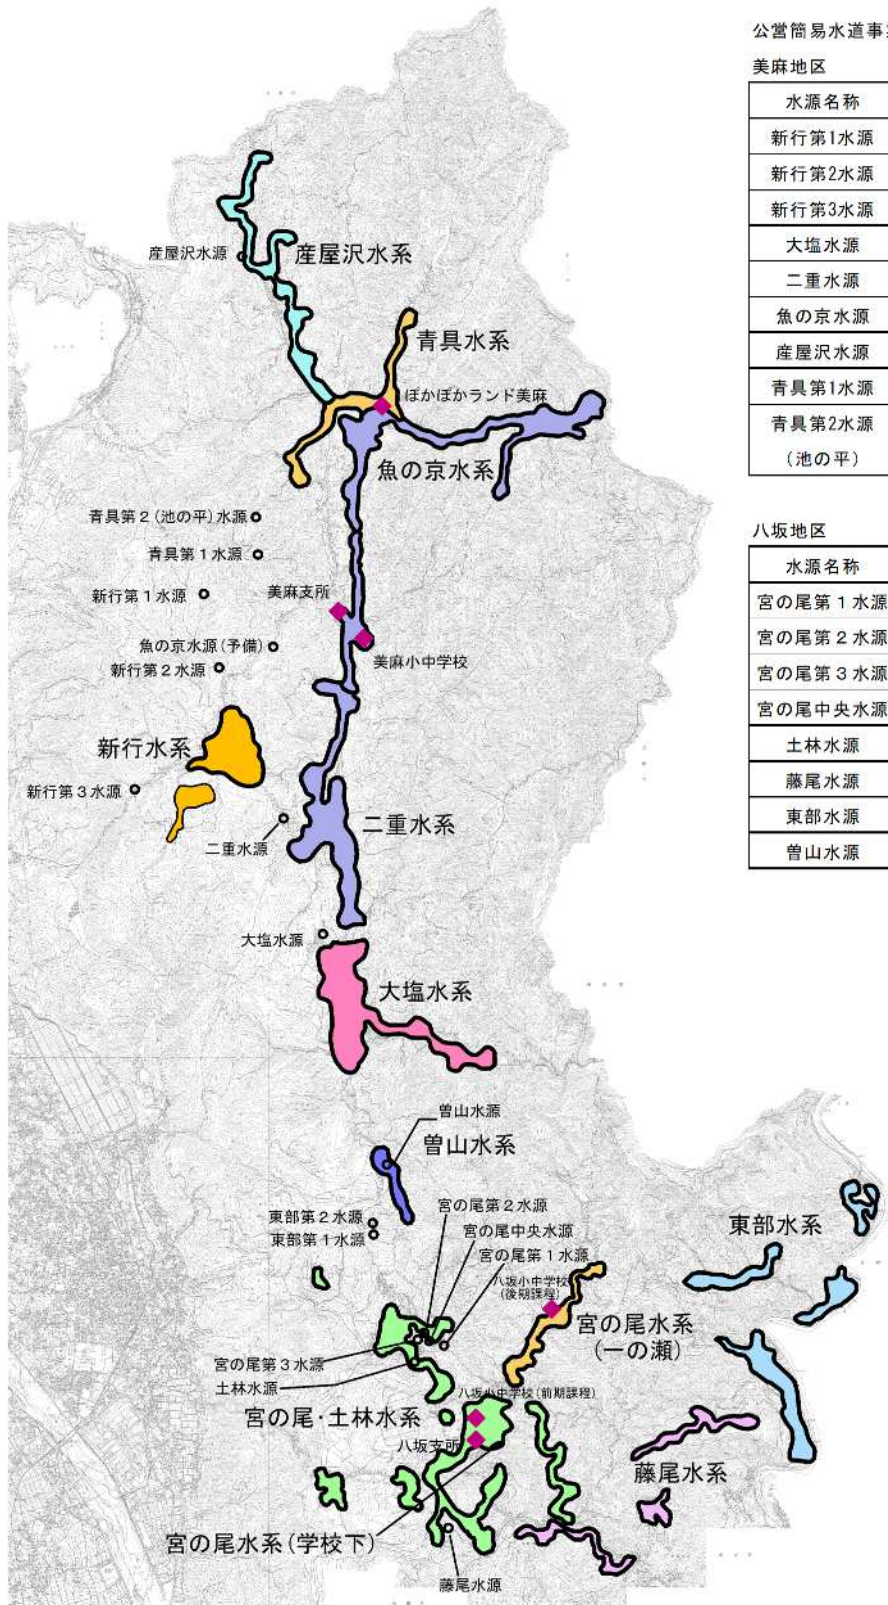 公営簡易水道事業
美麻地区
水源名称
新行第1水源
新行第2水源
新行第3水源
大塩水源
二重水源
魚の京水源
産屋沢水源
青具第1水源
青具第2水源
(池の平)
八坂地区
水源名称
宮の尾第1水源
宮の尾第2水源
宮の尾第3水源
宮の尾中央水源
土林水源
藤尾水源
東部水源
曽山水源
産屋沢水源
産屋沢水系
青具水系
ぽかぽかランド美麻
魚の京水系
青具第2(池の平)水源
青具第1水源
新行第1水源
美麻支所
魚の京水源(予備)
新行第2水源
美麻小中学校
新行水系
新行第3水源
二重水系
二重水源
大塩水源
大塩水系
曽山水源
曽山水系
宮の尾第2水源
東部第2水源
宮の尾中央水源
東部第1水源
宮の尾第1水源
東部水系
八坂小中学校
(後期課程)
宮の尾水系
(一の瀬)
宮の尾第3水源
土林水源
八坂小中学校(前期課程)
宮の尾・土林水系
八坂支所
藤尾水系
宮の尾水系(学校下)
藤尾水源